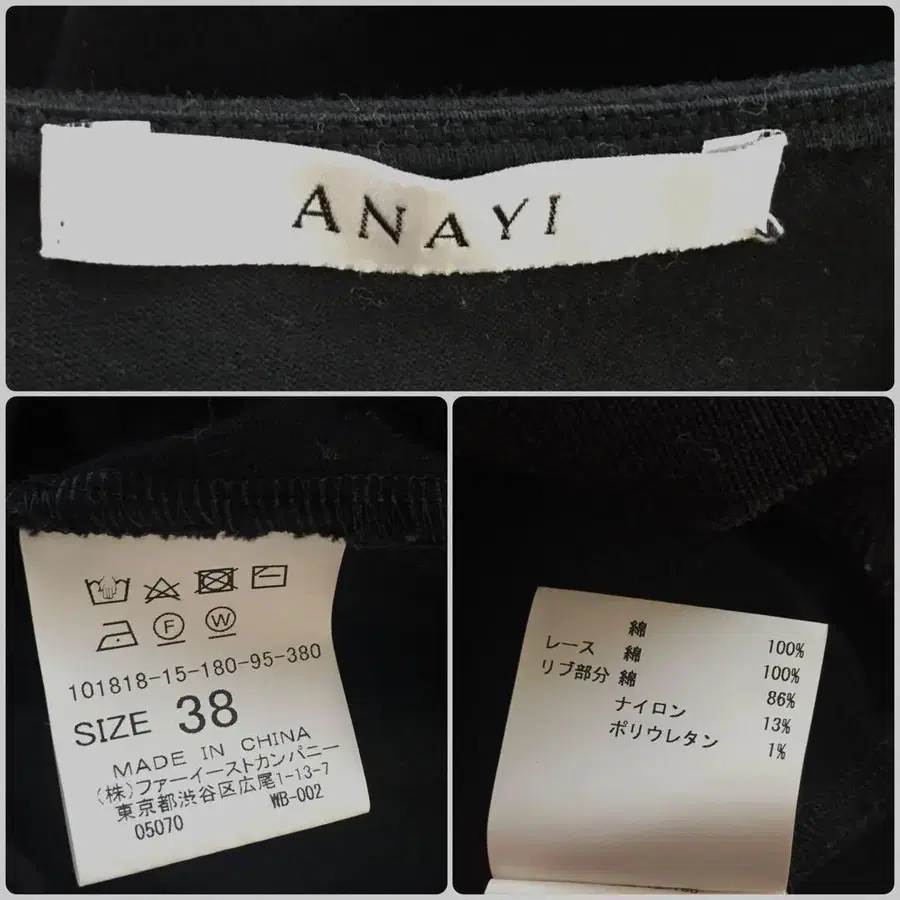 ANAYI
F W
101818-15-180-95-380
SIZE 38
MADE IN CHINA
(株)ファーイーストカンパニー
東京都渋谷区広尾1-13-7
05070 WB-002
綿 100%
レース 綿 100%
リブ部分 綿 86%
ナイロン 13%
ポリウレタン 1%